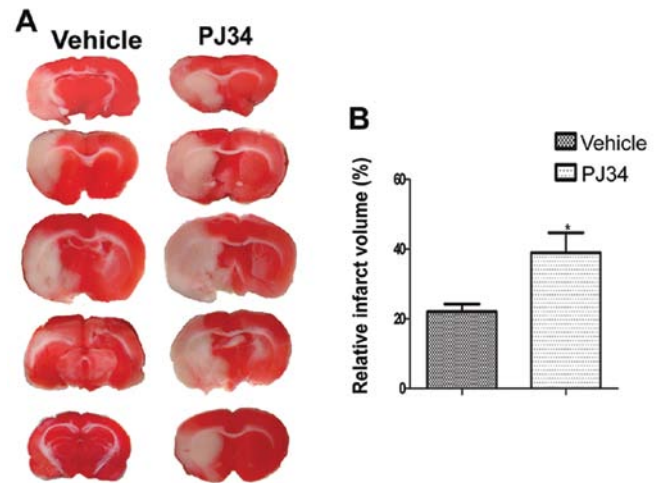 A
Vehicle PJ34
B
Vehicle
PJ34
Relative infarct volume (%)
60
40
20
0
*